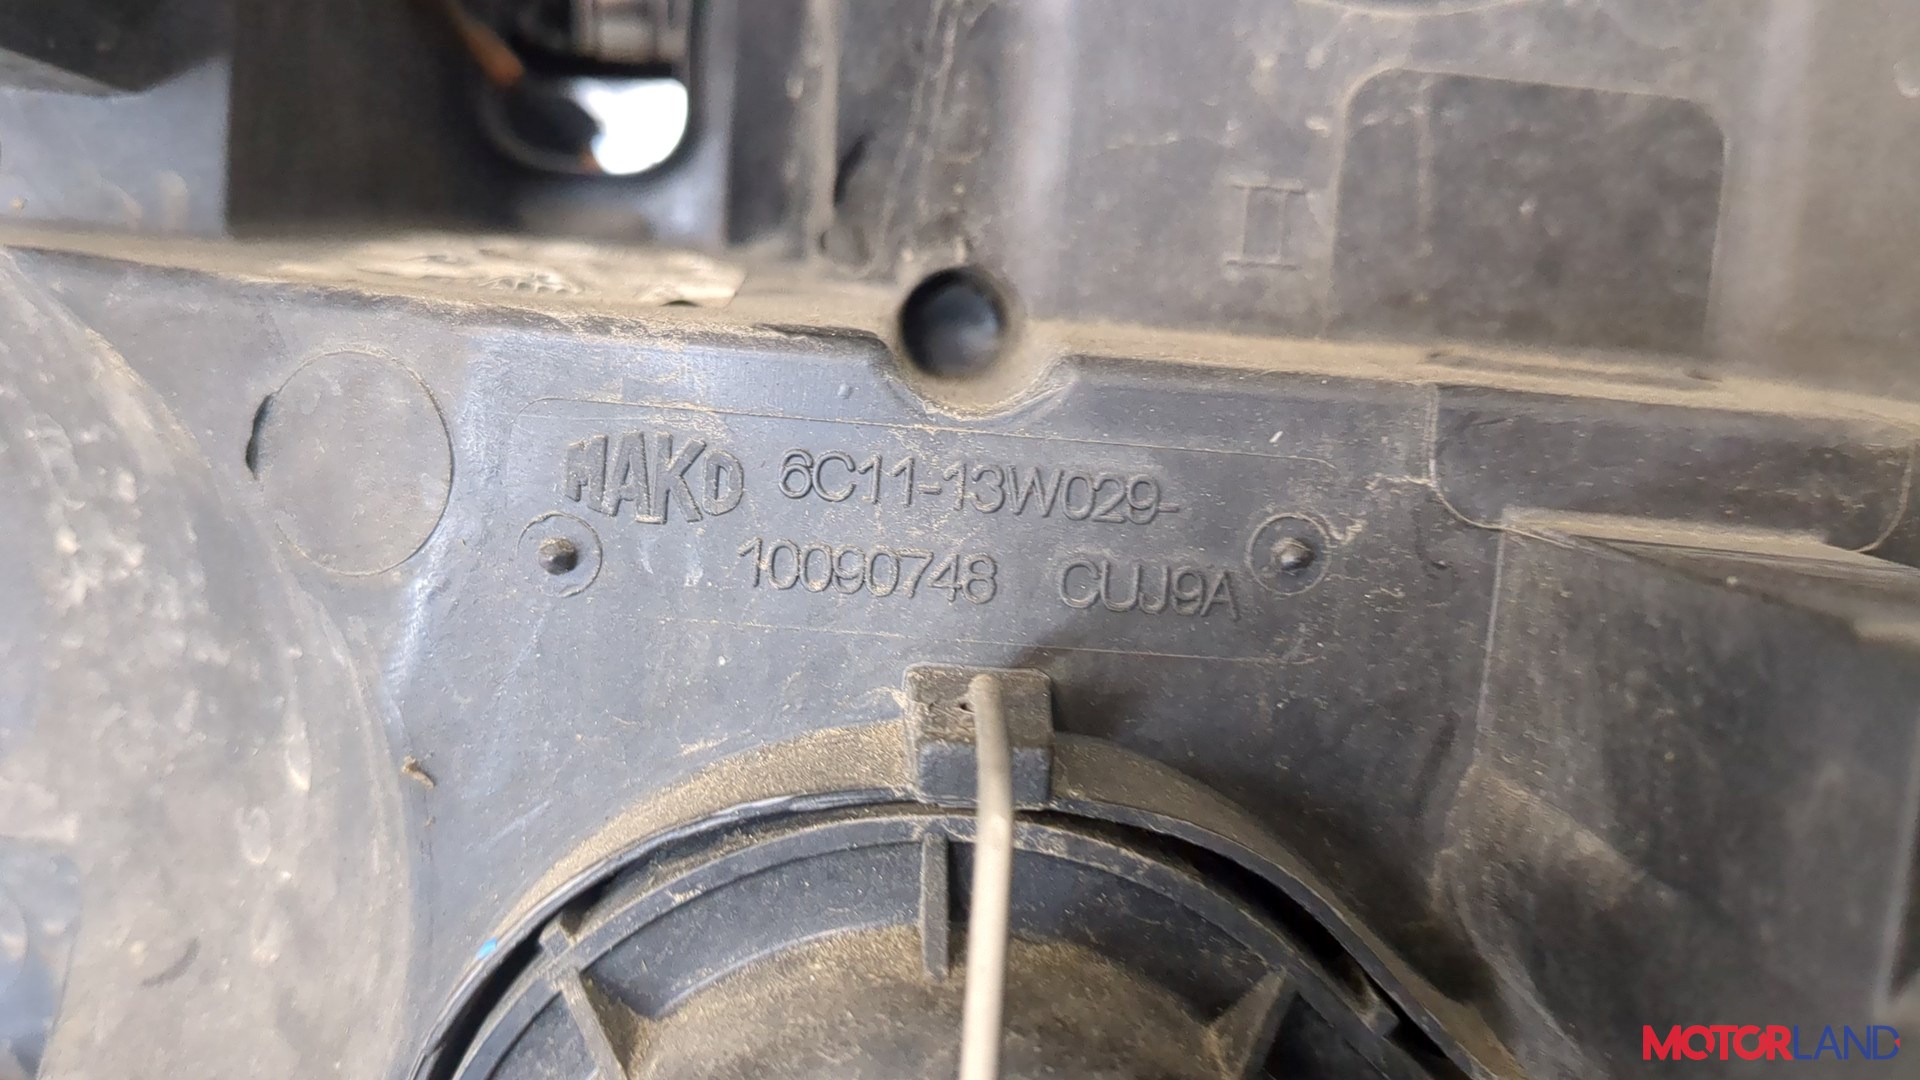 MAKO 6C11-13W029-
10090748 CUJ9A
MOTORLAND